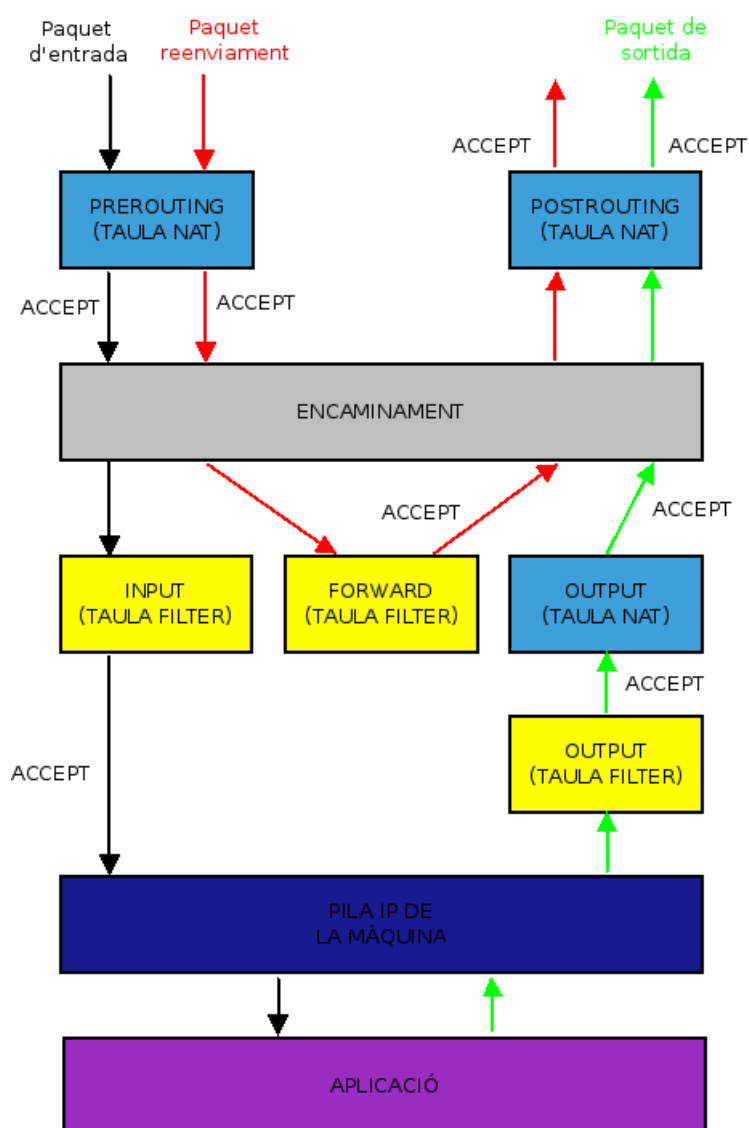 Paquet
d'entrada
Paquet
reenviament
Paquet de
sortida
ACCEPT
ACCEPT
PREROUTING
(TAULA NAT)
POSTROUTING
(TAULA NAT)
ACCEPT
ACCEPT
ENCAMINAMENT
ACCEPT
ACCEPT
INPUT
(TAULA FILTER)
FORWARD
(TAULA FILTER)
OUTPUT
(TAULA NAT)
ACCEPT
OUTPUT
(TAULA FILTER)
ACCEPT
PILA IP DE
LA MÀQUINA
APLICACIÓ